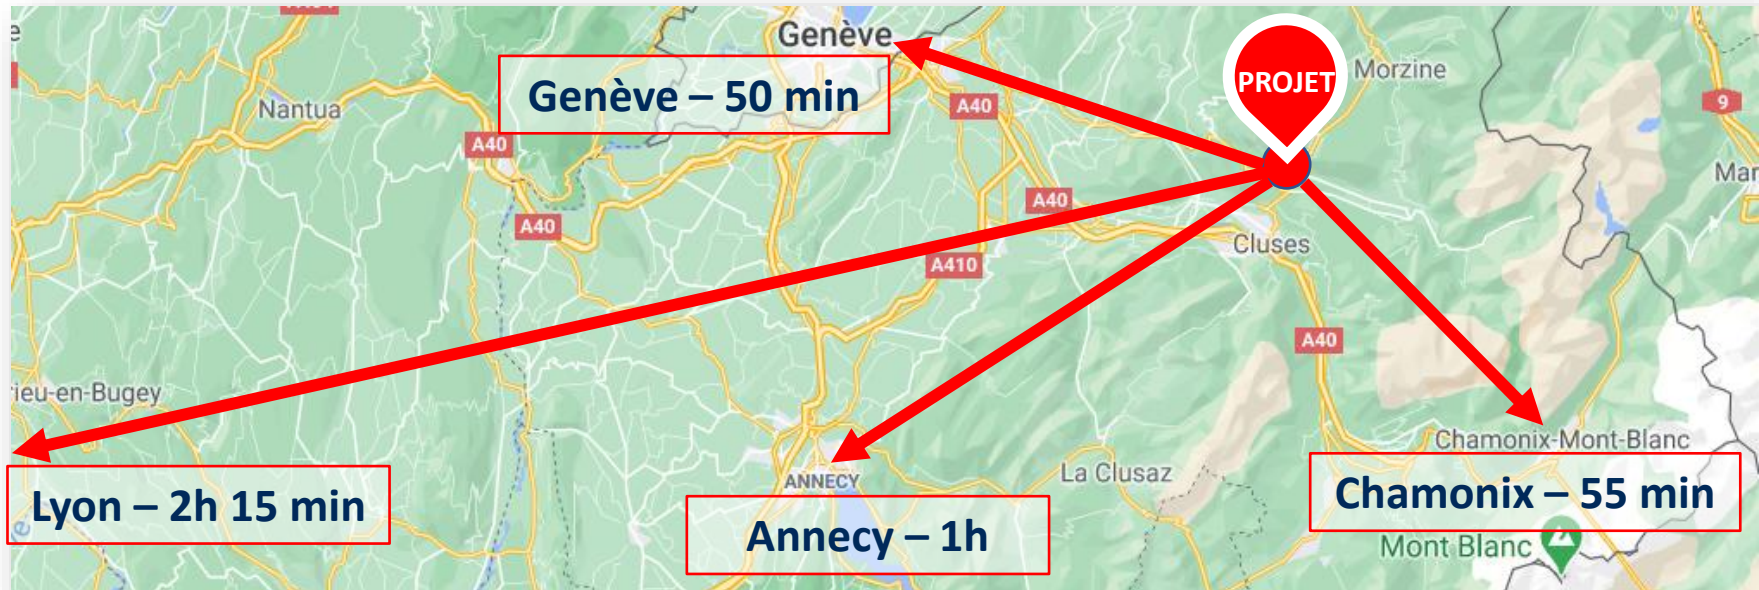 Genève
PROJET
Morzine
Genève – 50 min
Nantua
A40
9
A40
Mar
A40
A40
Cluses
A410
A40
ieu-en-Bugey
Chamonix-Mont-Blanc
La Clusaz
ANNECY
Lyon – 2h 15 min
Chamonix – 55 min
Annecy – 1h
Mont Blanc